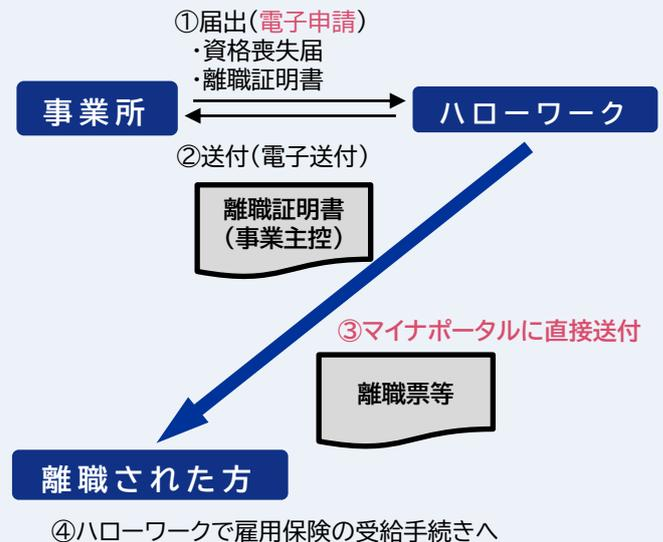 ①届出(電子申請)
・資格喪失届
・離職証明書
事業所
ハローワーク
②送付(電子送付)
離職証明書
(事業主控)
③マイナポータルに直接送付
離職票等
離職された方
④ハローワークで雇用保険の受給手続きへ